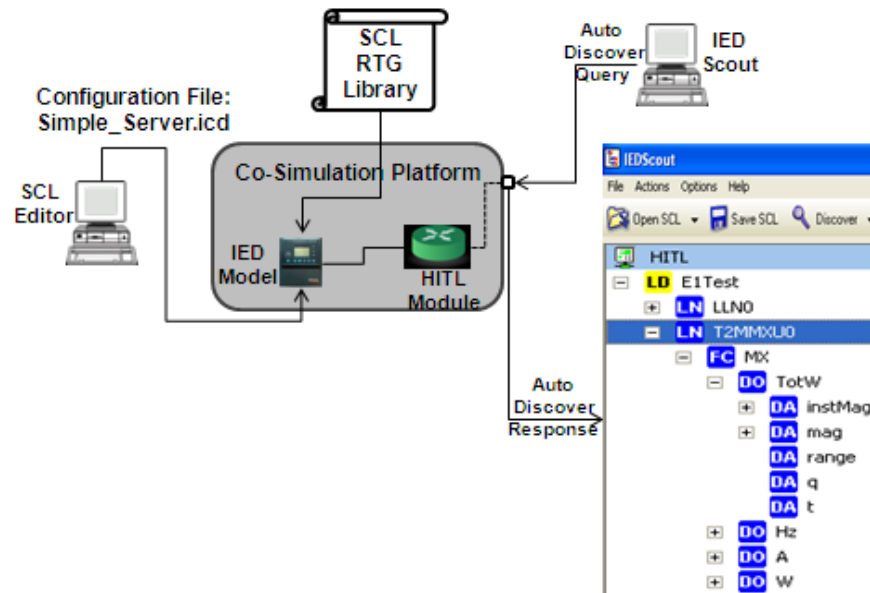 SCL
RTG
Library
Auto
Discover
Query
IED
Scout
Configuration File:
Simple_Server.icd
SCL
Editor
Co-Simulation Platform
IED
Model
HITL
Module
Auto
Discover
Response
IEDScout
File Actions Options Help
Open SCL Save SCL Discover
HITL
LD E1Test
LN LLN0
LN T2MMXU0
FC MX
DO TotW
DA instMag
DA mag
DA range
DA q
DA t
DO Hz
DO A
DO W